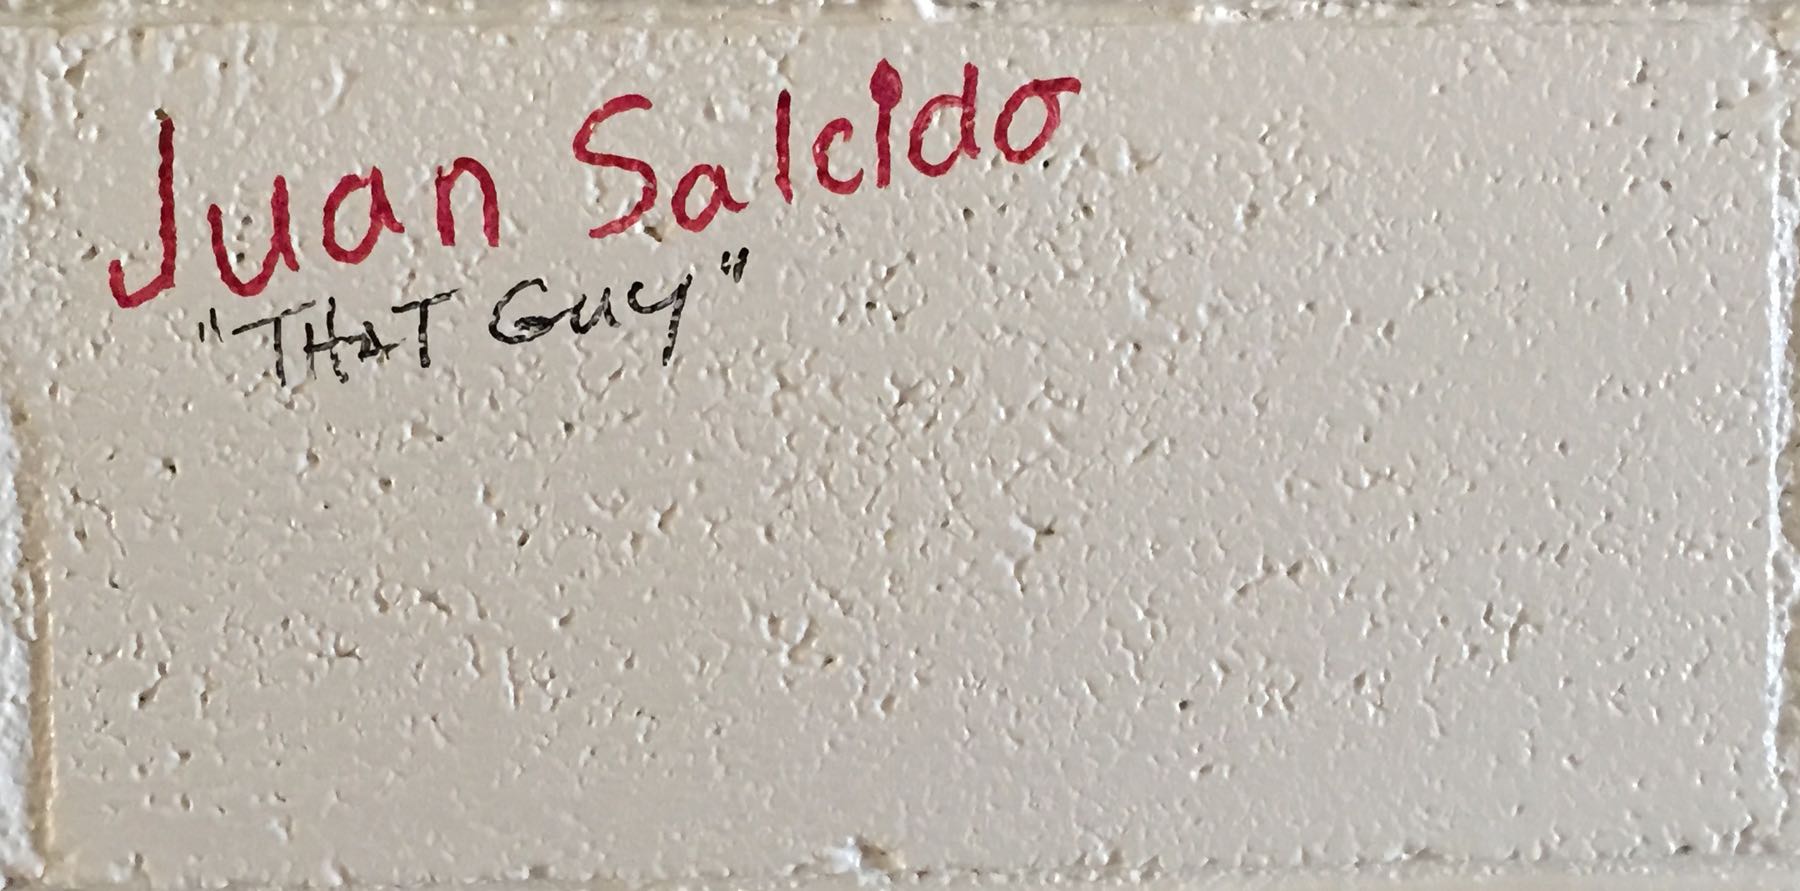 Juan Salcido
"THAT GUY"